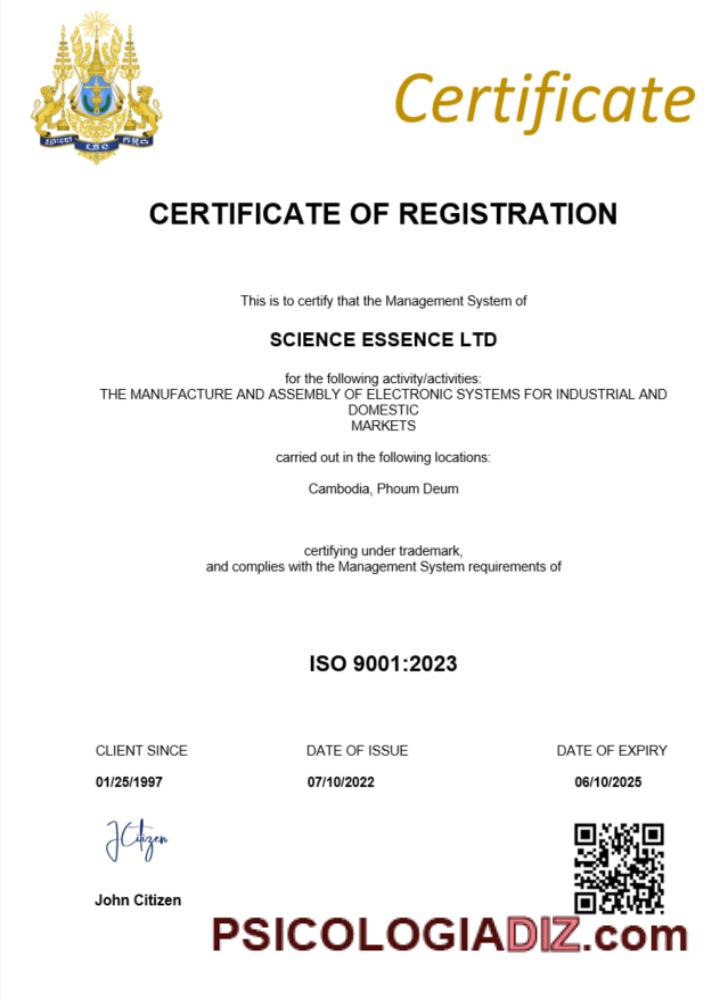 Certificate
CERTIFICATE OF REGISTRATION
This is to certify that the Management System of
SCIENCE ESSENCE LTD
for the following activity/activities:
THE MANUFACTURE AND ASSEMBLY OF ELECTRONIC SYSTEMS FOR INDUSTRIAL AND
DOMESTIC
MARKETS
carried out in the following locations:
Cambodia, Phoum Deum
certifying under trademark,
and complies with the Management System requirements of
ISO 9001:2023
CLIENT SINCE DATE OF ISSUE DATE OF EXPIRY
01/25/1997 07/10/2022 06/10/2025
JCitizen
John Citizen
PSICOLOGIADIZ.com